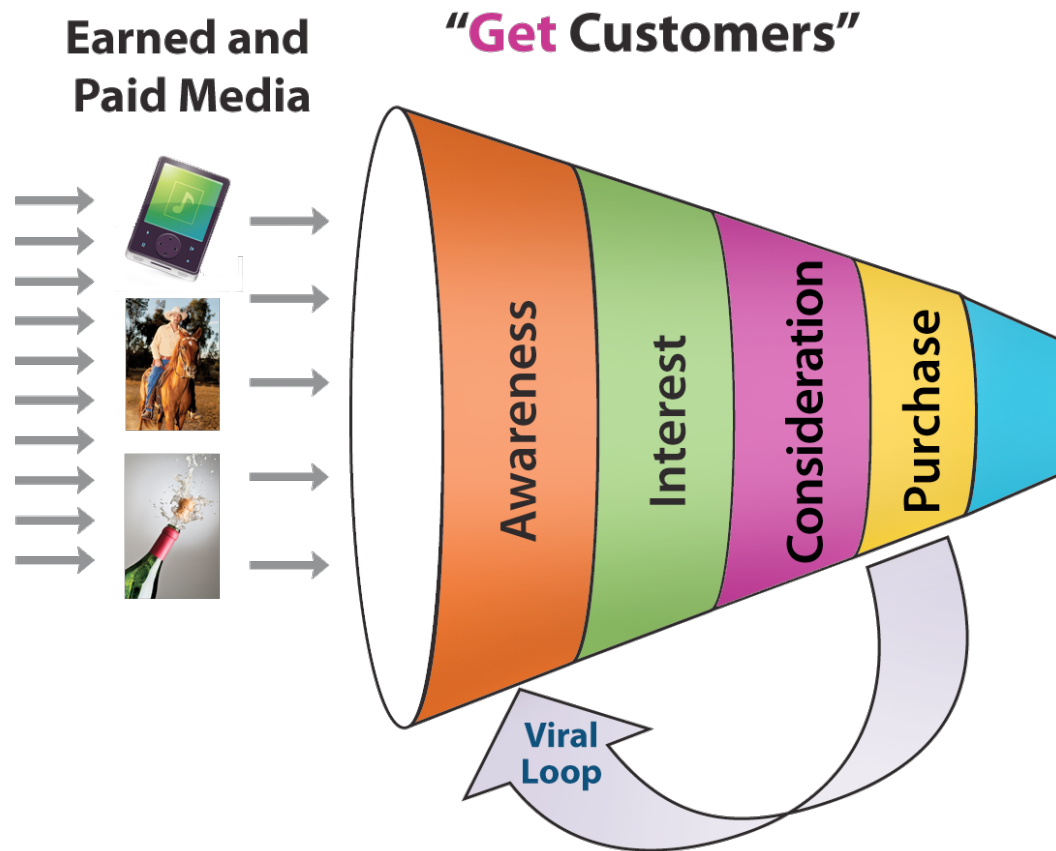 Earned and
Paid Media
“Get Customers”
Awareness
Interest
Consideration
Purchase
Viral
Loop